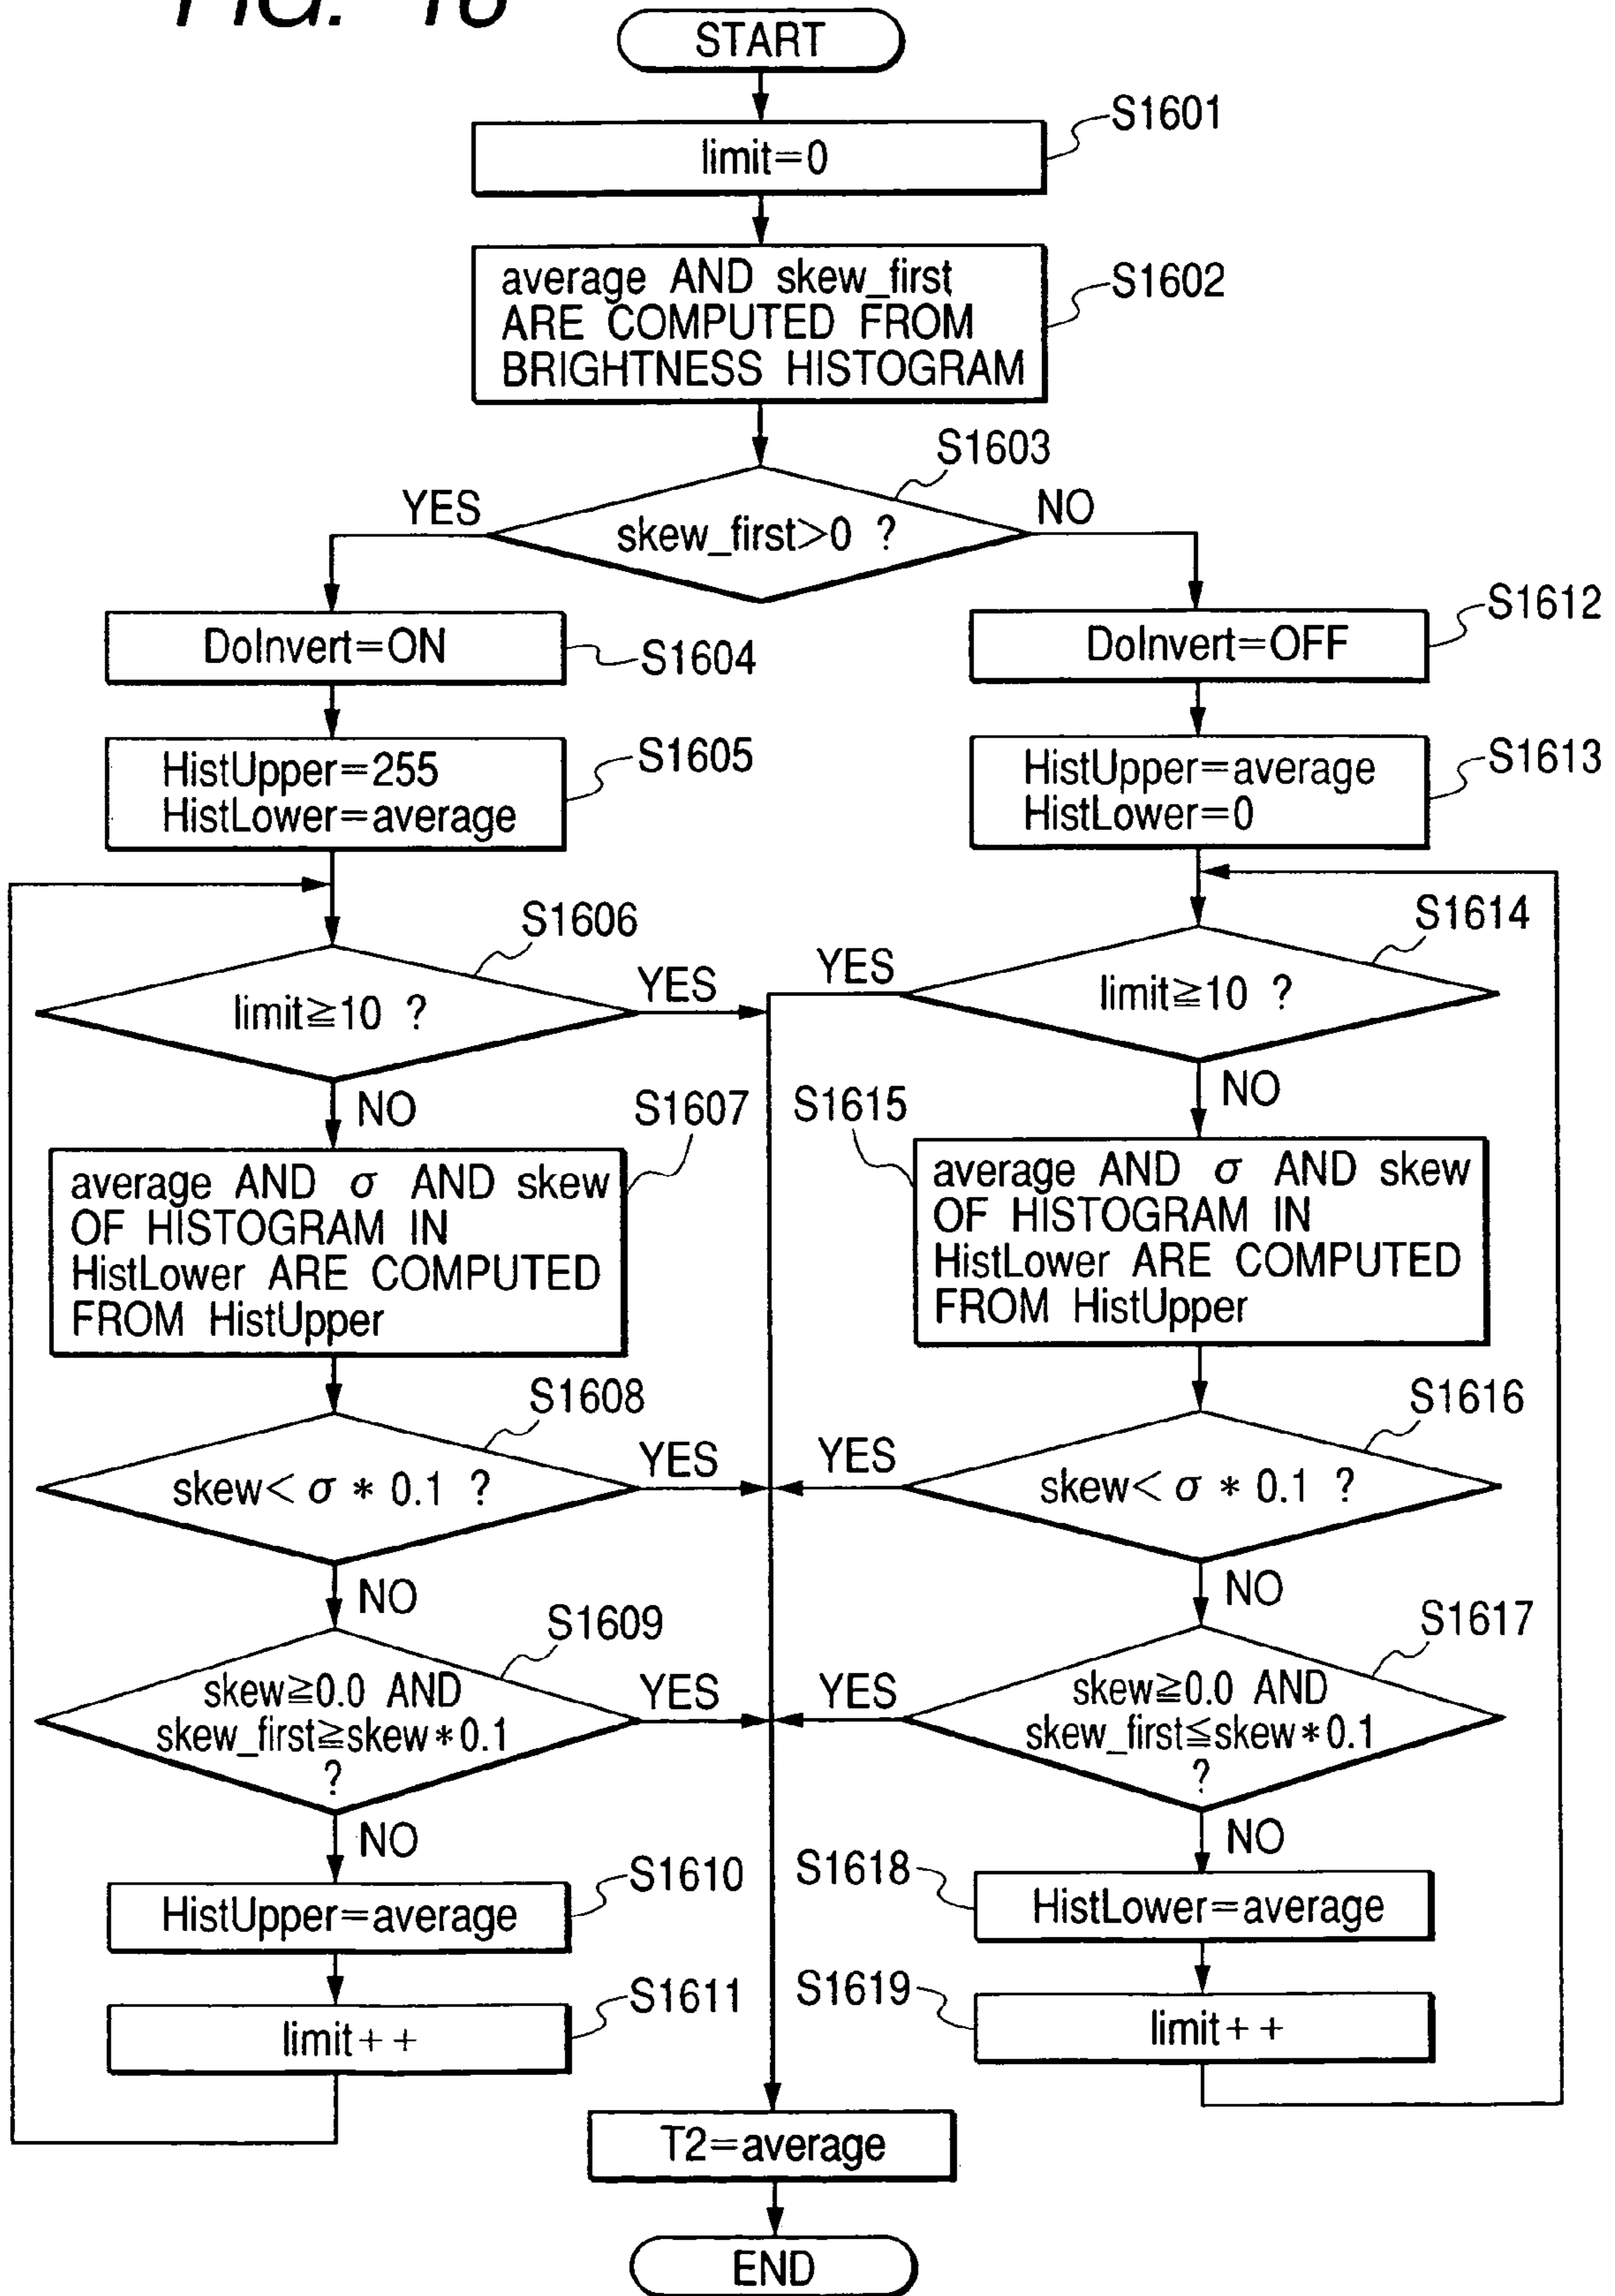 FIG. 16
START
S1601
limit=0
S1602
average AND skew_first
ARE COMPUTED FROM
BRIGHTNESS HISTOGRAM
S1603
YES
skew_first>0 ?
NO
DoInvert=ON
S1604
DoInvert=OFF
S1612
HistUpper=255
HistLower=average
S1605
HistUpper=average
HistLower=0
S1613
S1606
limit≧10 ?
YES
NO
S1614
limit≧10 ?
YES
NO
S1607
average AND σ AND skew
OF HISTOGRAM IN
HistLower ARE COMPUTED
FROM HistUpper
S1615
average AND σ AND skew
OF HISTOGRAM IN
HistLower ARE COMPUTED
FROM HistUpper
S1608
skew< σ * 0.1 ?
YES
NO
S1616
skew< σ * 0.1 ?
YES
NO
S1609
skew≧0.0 AND
skew_first≧skew*0.1
?
YES
NO
S1617
skew≧0.0 AND
skew_first≦skew*0.1
?
YES
NO
S1610
HistUpper=average
S1618
HistLower=average
S1611
limit++
S1619
limit++
T2=average
END